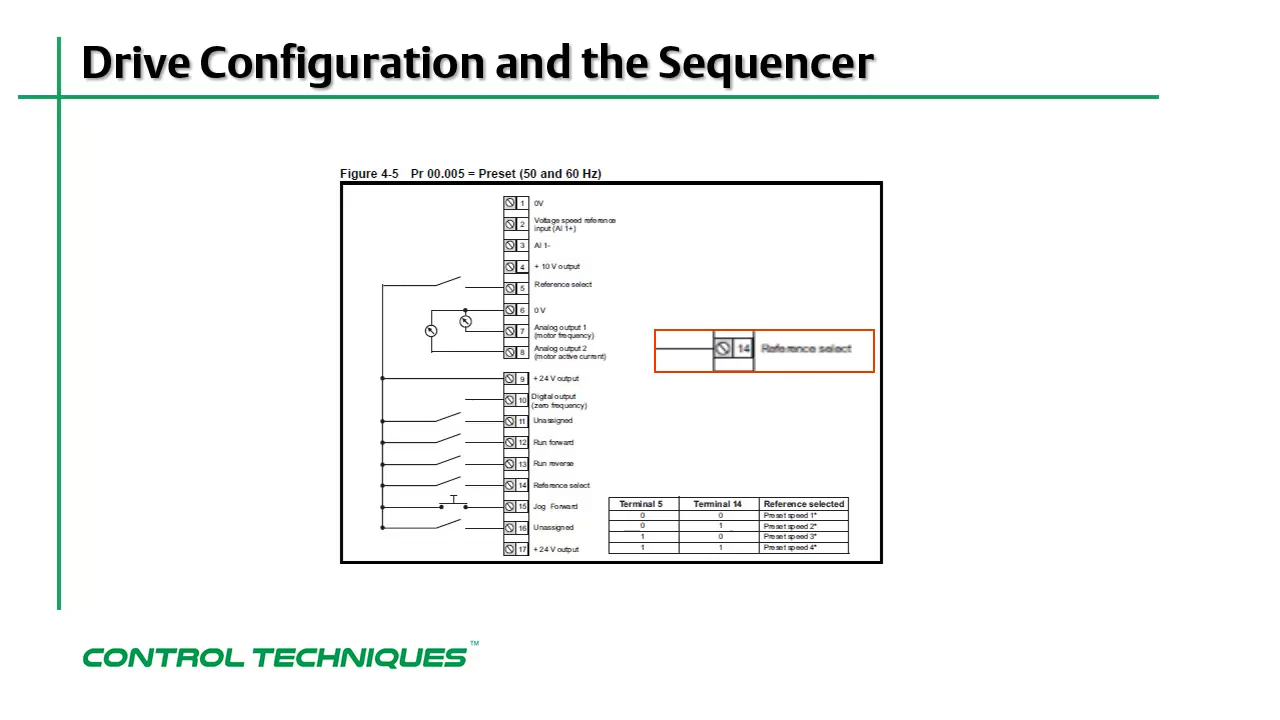 Drive Configuration and the Sequencer
Figure 4-5 Pr 00.005 = Preset (50 and 60 Hz)
1 0V
2 Voltage speed reference
input (AI 1+)
3 AI 1-
4 + 10 V output
5 Reference select
6 0 V
7 Analog output 1
(motor frequency)
8 Analog output 2
(motor active current)
9 + 24 V output
10 Digital output
(zero frequency)
11 Unassigned
12 Run forward
13 Run reverse
14 Reference select
15 Jog Forward
16 Unassigned
17 + 24 V output
14 Reference select
Terminal 5 Terminal 14 Reference selected
0 0 Preset speed 1*
0 1 Preset speed 2*
1 0 Preset speed 3*
1 1 Preset speed 4*
CONTROL TECHNIQUES™